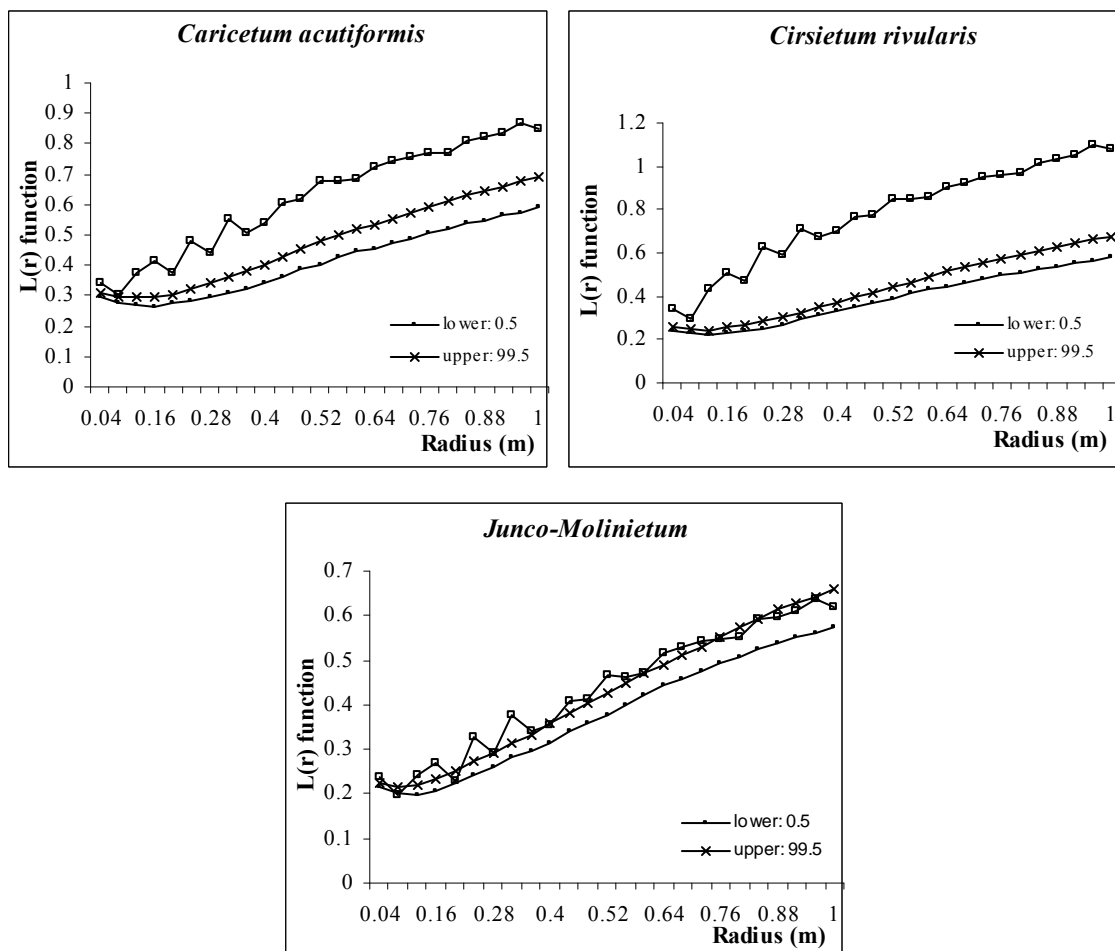 Caricetum acutiformis
L(r) function
1
0.9
0.8
0.7
0.6
0.5
0.4
0.3
0.2
0.1
0
lower: 0.5
upper: 99.5
0.04 0.16 0.28 0.4 0.52 0.64 0.76 0.88 1
Radius (m)
Cirsietum rivularis
L(r) function
1.2
1
0.8
0.6
0.4
0.2
0
lower: 0.5
upper: 99.5
0.04 0.16 0.28 0.4 0.52 0.64 0.76 0.88 1
Radius (m)
Junco-Molinietum
L(r) function
0.7
0.6
0.5
0.4
0.3
0.2
0.1
0
lower: 0.5
upper: 99.5
0.04 0.16 0.28 0.4 0.52 0.64 0.76 0.88 1
Radius (m)